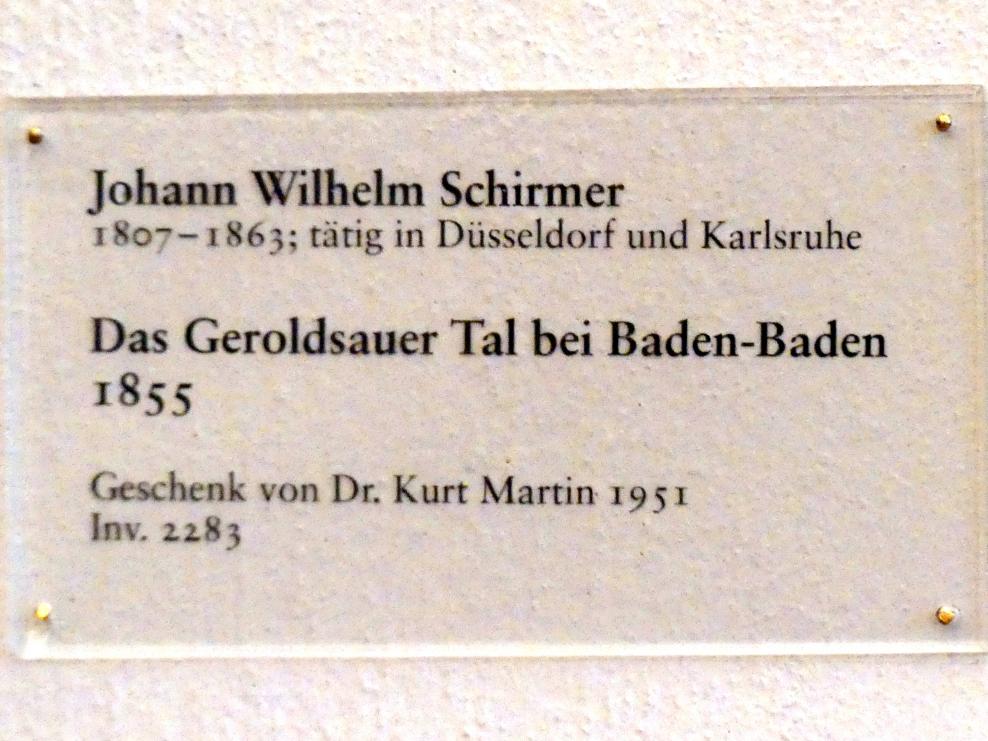 Johann Wilhelm Schirmer
1807–1863; tätig in Düsseldorf und Karlsruhe
Das Geroldsauer Tal bei Baden-Baden
1855
Geschenk von Dr. Kurt Martin 1951
Inv. 2283